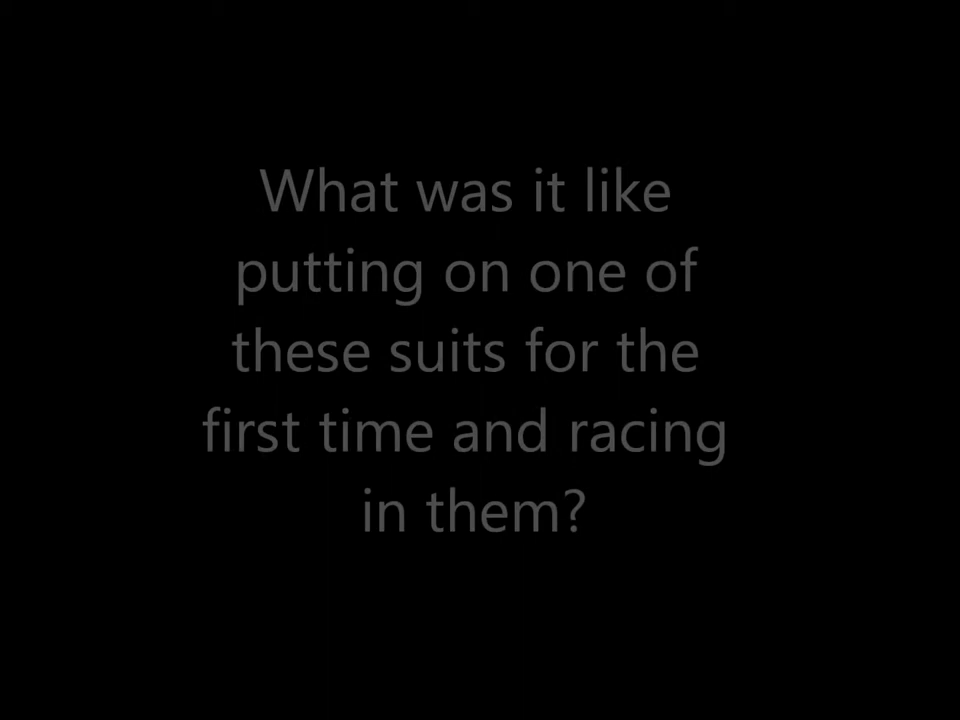 What was it like
putting on one of
these suits for the
first time and racing
in them?